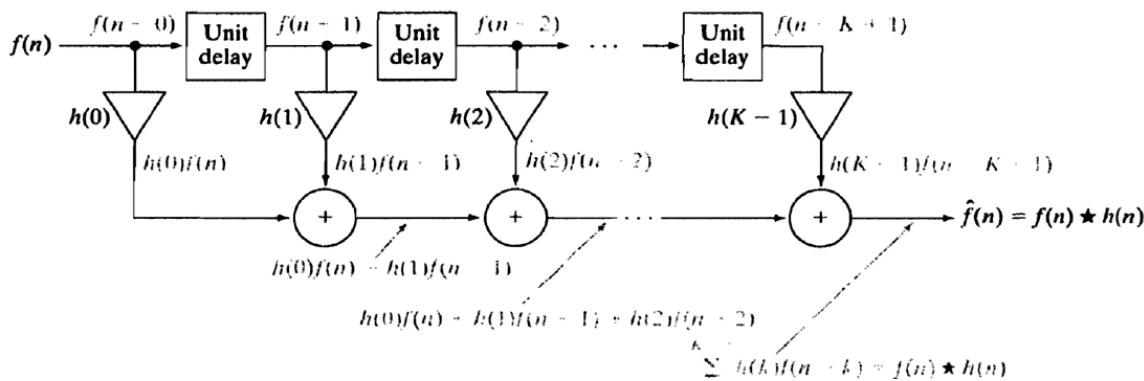 f(n)
f(n − 0)
Unit delay
f(n − 1)
Unit delay
f(n − 2)
. . .
Unit delay
f(n − K + 1)
h(0)
h(1)
h(2)
h(K − 1)
h(0)f(n)
h(1)f(n − 1)
h(2)f(n − 2)
h(K − 1)f(n − K + 1)
+
+
. . .
+
f̂(n) = f(n) ★ h(n)
h(0)f(n) + h(1)f(n − 1)
h(0)f(n) + h(1)f(n − 1) + h(2)f(n − 2)
∑ h(k)f(n − k) = f(n) ★ h(n)